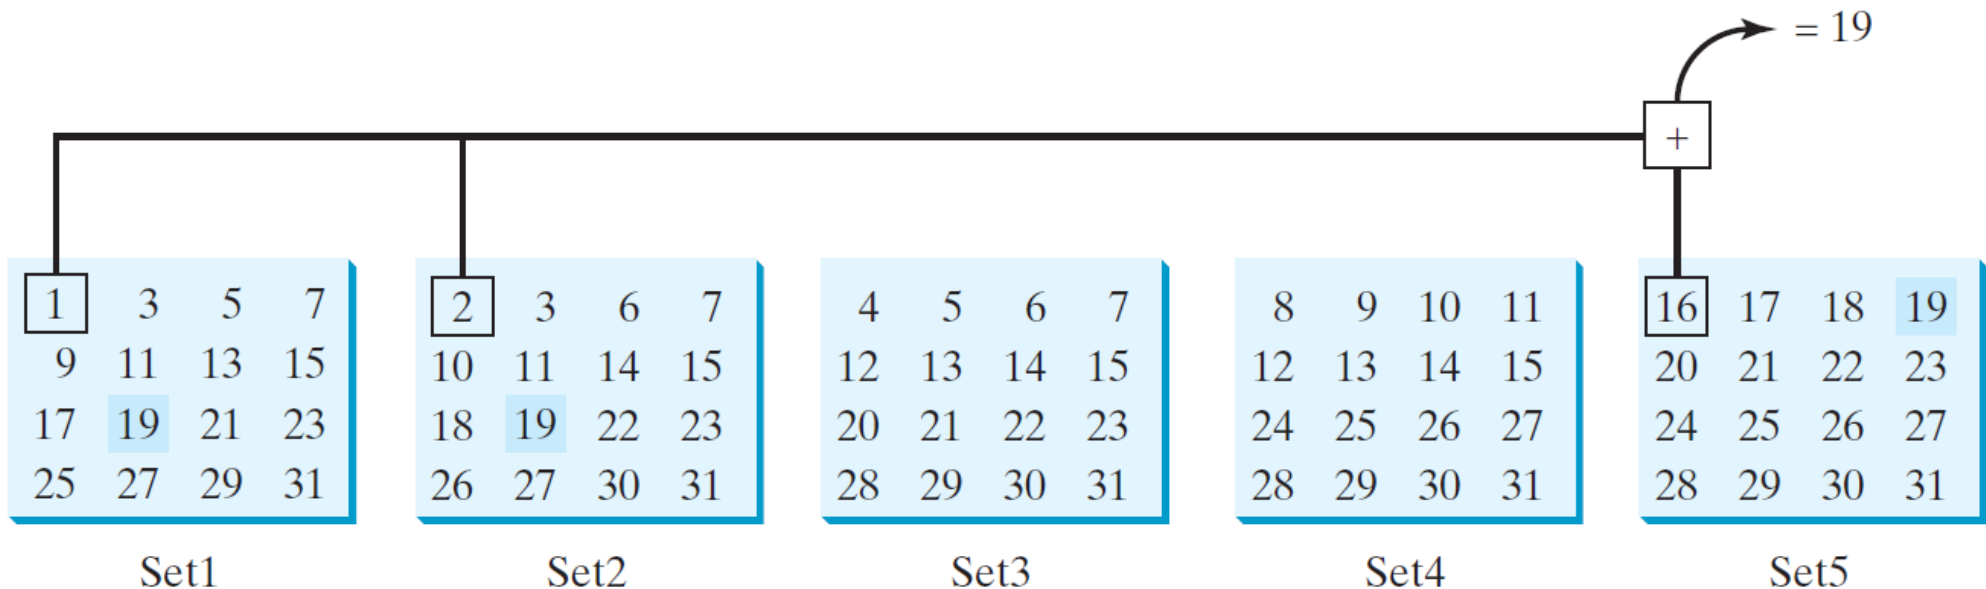 = 19
+
1 3 5 7
9 11 13 15
17 19 21 23
25 27 29 31
Set1
2 3 6 7
10 11 14 15
18 19 22 23
26 27 30 31
Set2
4 5 6 7
12 13 14 15
20 21 22 23
28 29 30 31
Set3
8 9 10 11
12 13 14 15
24 25 26 27
28 29 30 31
Set4
16 17 18 19
20 21 22 23
24 25 26 27
28 29 30 31
Set5